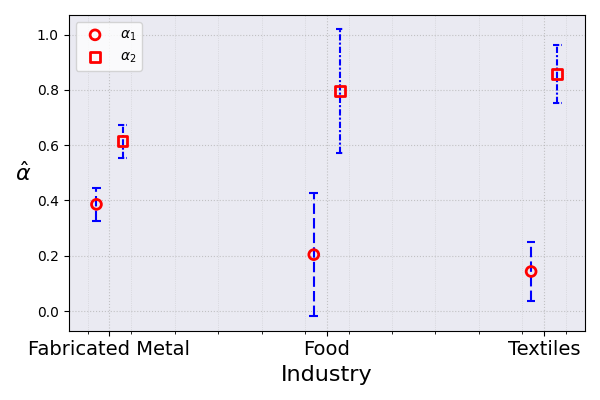 α₁
α₂
1.0
0.8
0.6
0.4
0.2
0.0
α̂
Fabricated Metal Food Textiles
Industry